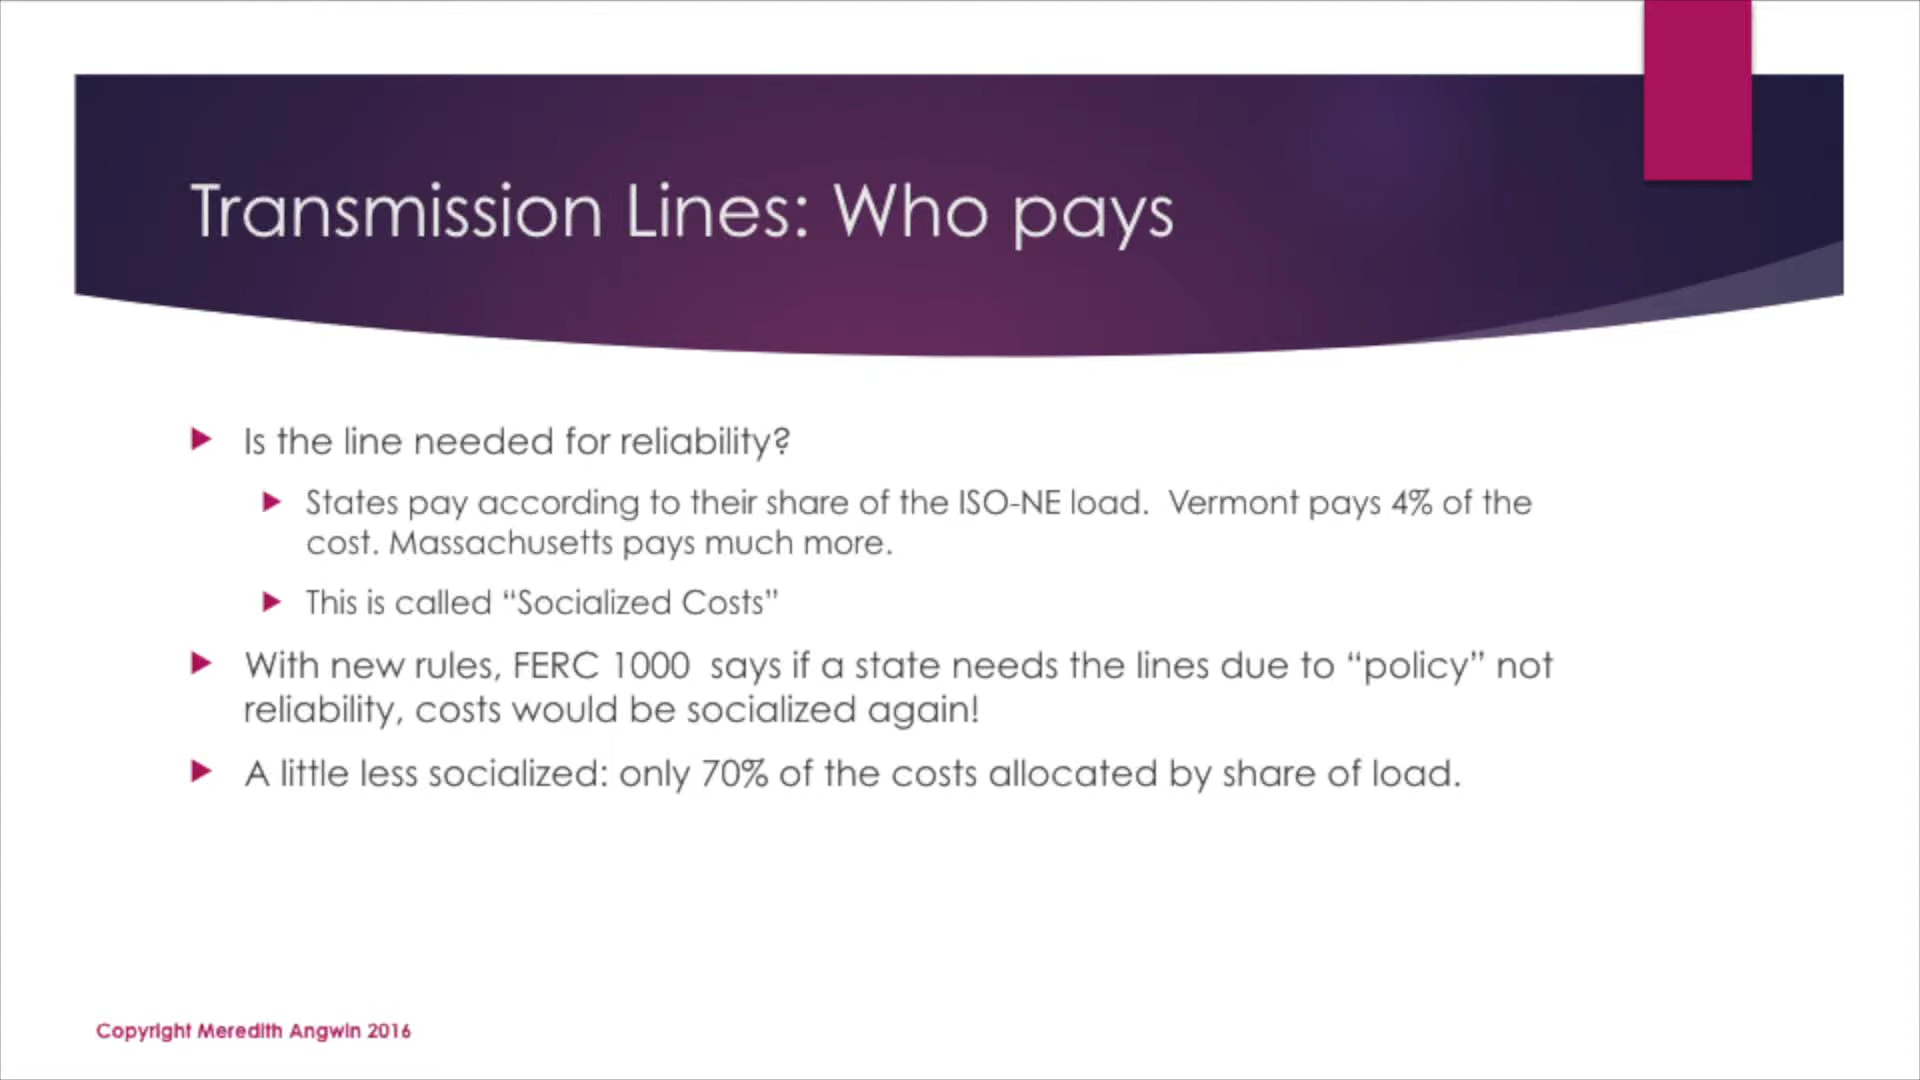 Transmission Lines: Who pays
Is the line needed for reliability?
States pay according to their share of the ISO-NE load.  Vermont pays 4% of the
cost. Massachusetts pays much more.
This is called “Socialized Costs”
With new rules, FERC 1000  says if a state needs the lines due to “policy” not
reliability, costs would be socialized again!
A little less socialized: only 70% of the costs allocated by share of load.
Copyright Meredith Angwin 2016